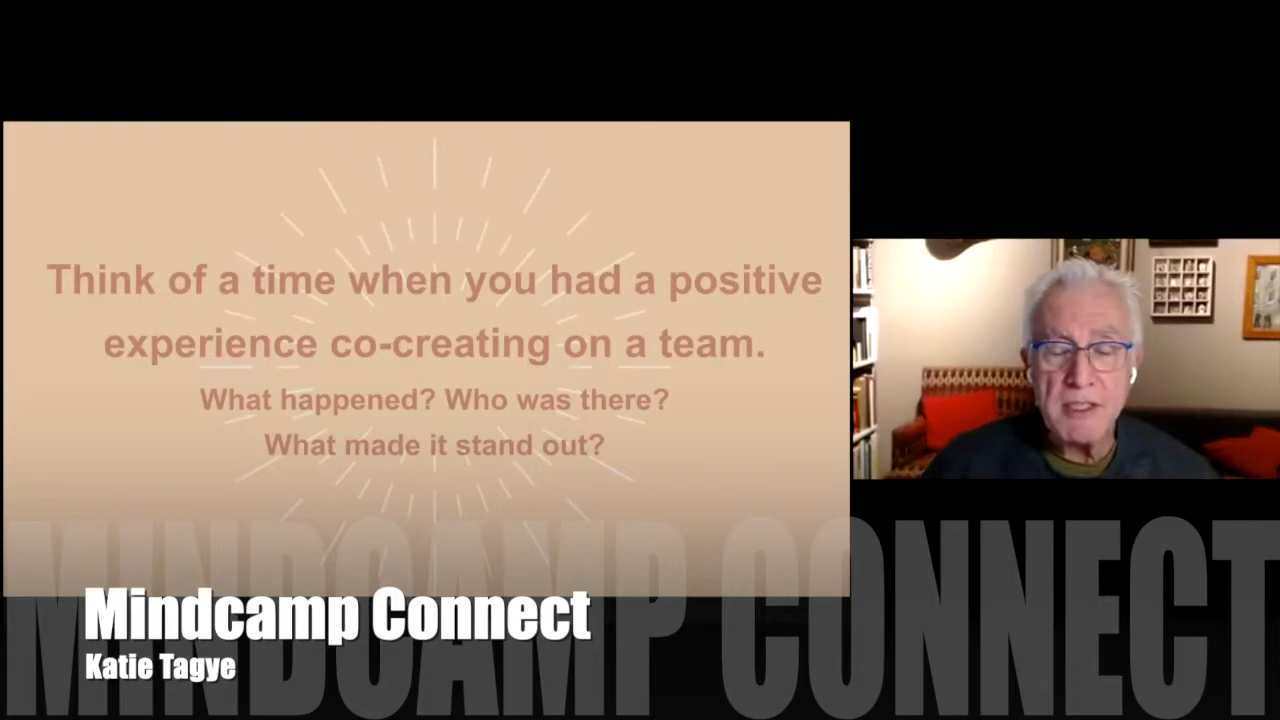 Think of a time when you had a positive
experience co-creating on a team.
What happened? Who was there?
What made it stand out?
MINDCAMP CONNECT
Mindcamp Connect
Katie Tagye